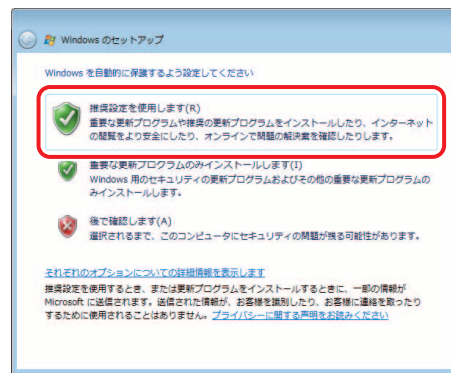 Windows のセットアップ
Windows を自動的に保護するよう設定してください
推奨設定を使用します(R)
重要な更新プログラムや推奨の更新プログラムをインストールしたり、インターネット
の閲覧をより安全にしたり、オンラインで問題の解決策を確認したりします。
重要な更新プログラムのみインストールします(I)
Windows 用のセキュリティの更新プログラムおよびその他の重要な更新プログラムの
みインストールします。
後で確認します(A)
選択されるまで、このコンピュータにセキュリティの問題が残る可能性があります。
それぞれのオプションについての詳細情報を表示します
推奨設定を使用するとき、または更新プログラムをインストールするときに、一部の情報が
Microsoft に送信されます。送信された情報が、お客様を識別したり、お客様に連絡を取ったり
するために使用されることはありません。プライバシーに関する声明をお読みください